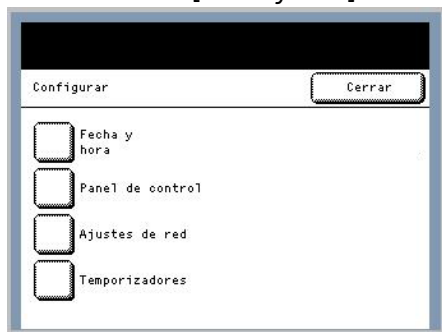 Configurar
Cerrar
Fecha y
hora
Panel de control
Ajustes de red
Temporizadores